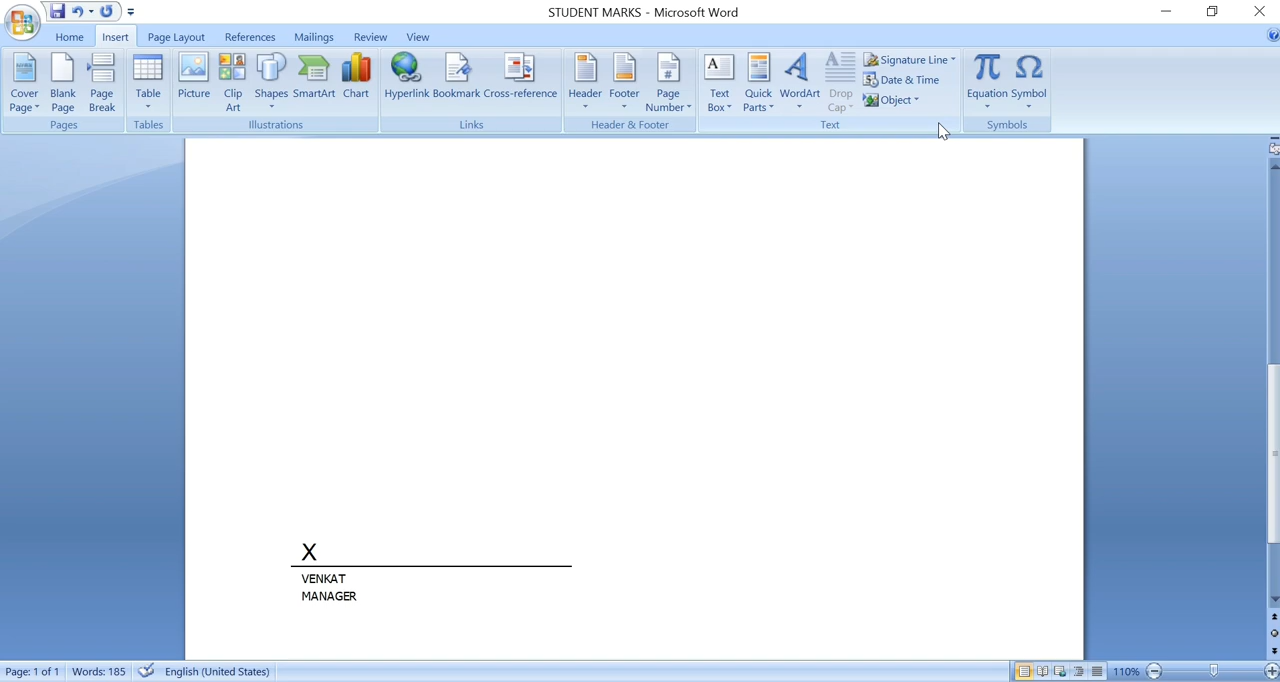 STUDENT MARKS - Microsoft Word
Home Insert Page Layout References Mailings Review View
Cover Page
Blank Page
Page Break
Table
Picture
Clip Art
Shapes
SmartArt
Chart
Hyperlink
Bookmark
Cross-reference
Header
Footer
Page Number
Text Box
Quick Parts
WordArt
Drop Cap
Signature Line
Date & Time
Object
Equation
Symbol
Pages Tables Illustrations Links Header & Footer Text Symbols
X
VENKAT
MANAGER
Page: 1 of 1 Words: 185 English (United States) 110%